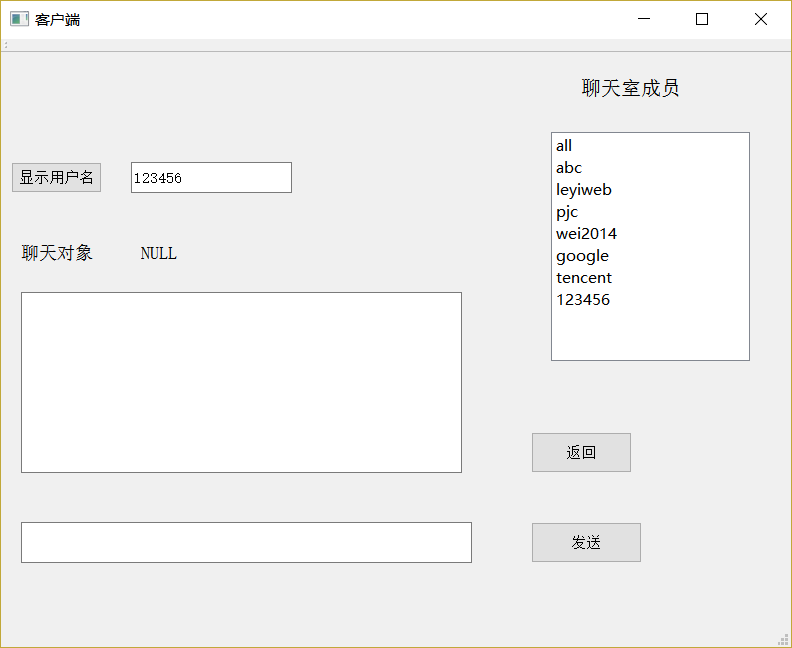 客户端
聊天室成员
显示用户名 123456
聊天对象 NULL
all
abc
leyiweb
pjc
wei2014
google
tencent
123456
返回
发送